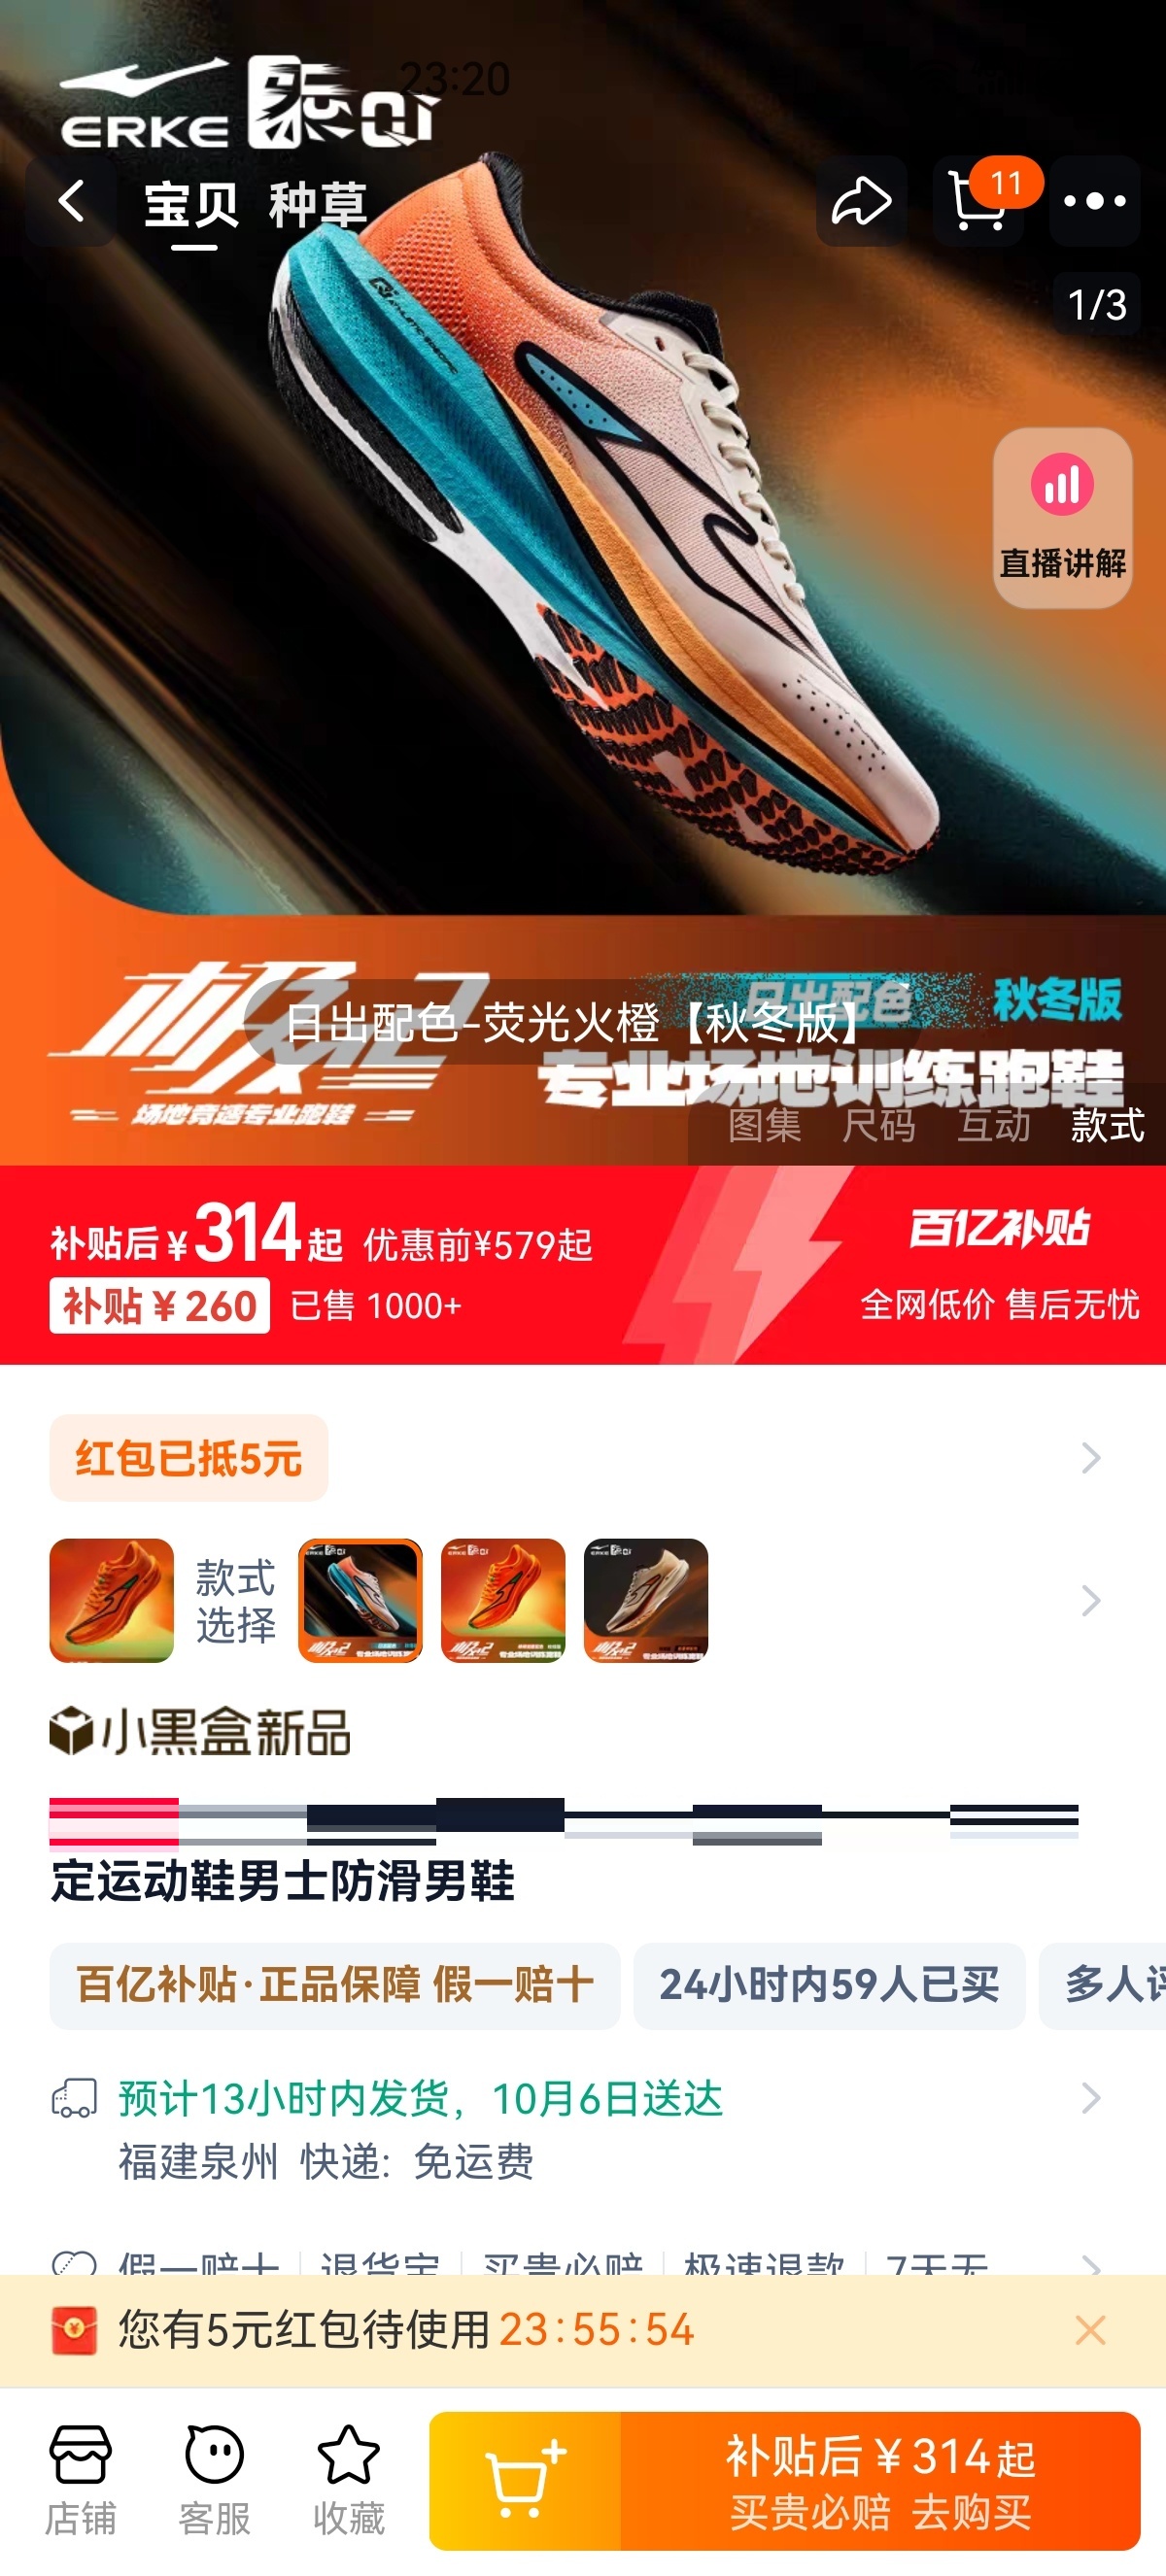 23:20
ERKE QI
宝贝 种草
11
1/3
直播讲解
极2
日出配色 秋冬版
日出配色-荧光火橙【秋冬版】
专业场地训练跑鞋
场地竞速专业跑鞋
图集 尺码 互动 款式
补贴后¥314起 优惠前¥579起
百亿补贴
补贴¥260 已售 1000+
全网低价 售后无忧
红包已抵5元
款式
选择
小黑盒新品
定运动鞋男士防滑男鞋
百亿补贴·正品保障 假一赔十
24小时内59人已买
多人评
预计13小时内发货，10月6日送达
福建泉州 快递: 免运费
假一赔十 退货宝 买贵必赔 极速退款 7天无
您有5元红包待使用23:55:54
店铺
客服
收藏
补贴后¥314起
买贵必赔 去购买